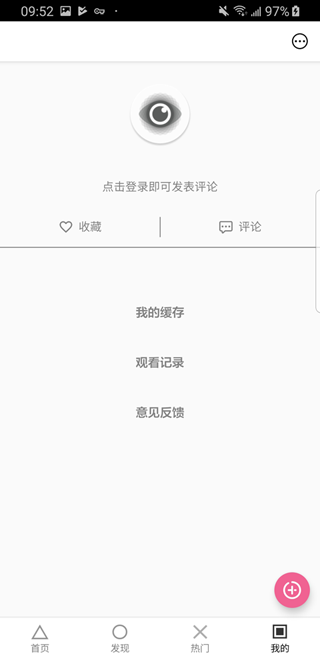 09:52 97%
点击登录即可发表评论
收藏 评论
我的缓存
观看记录
意见反馈
首页 发现 热门 我的